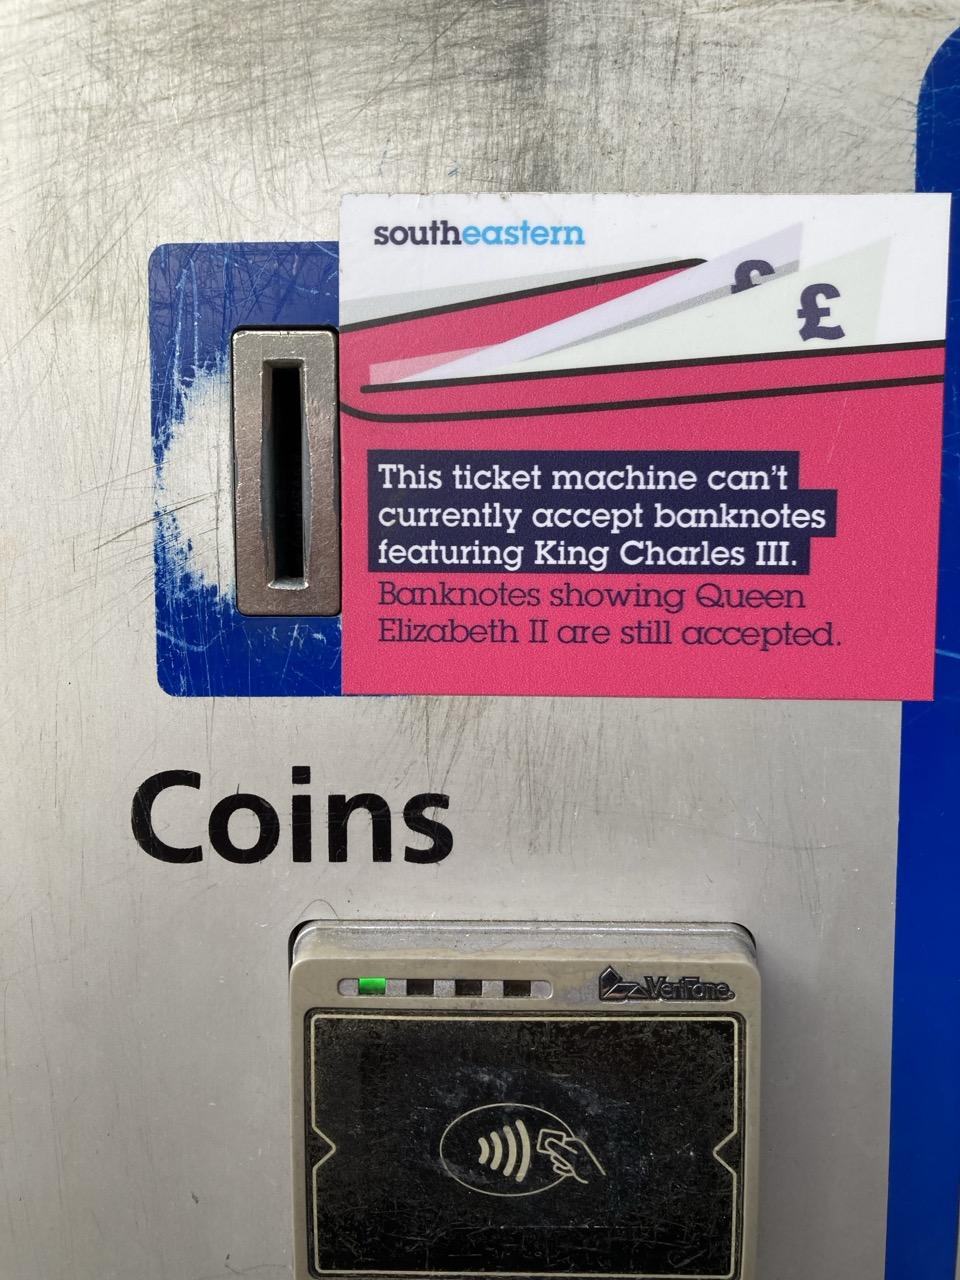 southeastern
£
£
This ticket machine can't
currently accept banknotes
featuring King Charles III.
Banknotes showing Queen
Elizabeth II are still accepted.
Coins
VeriFone